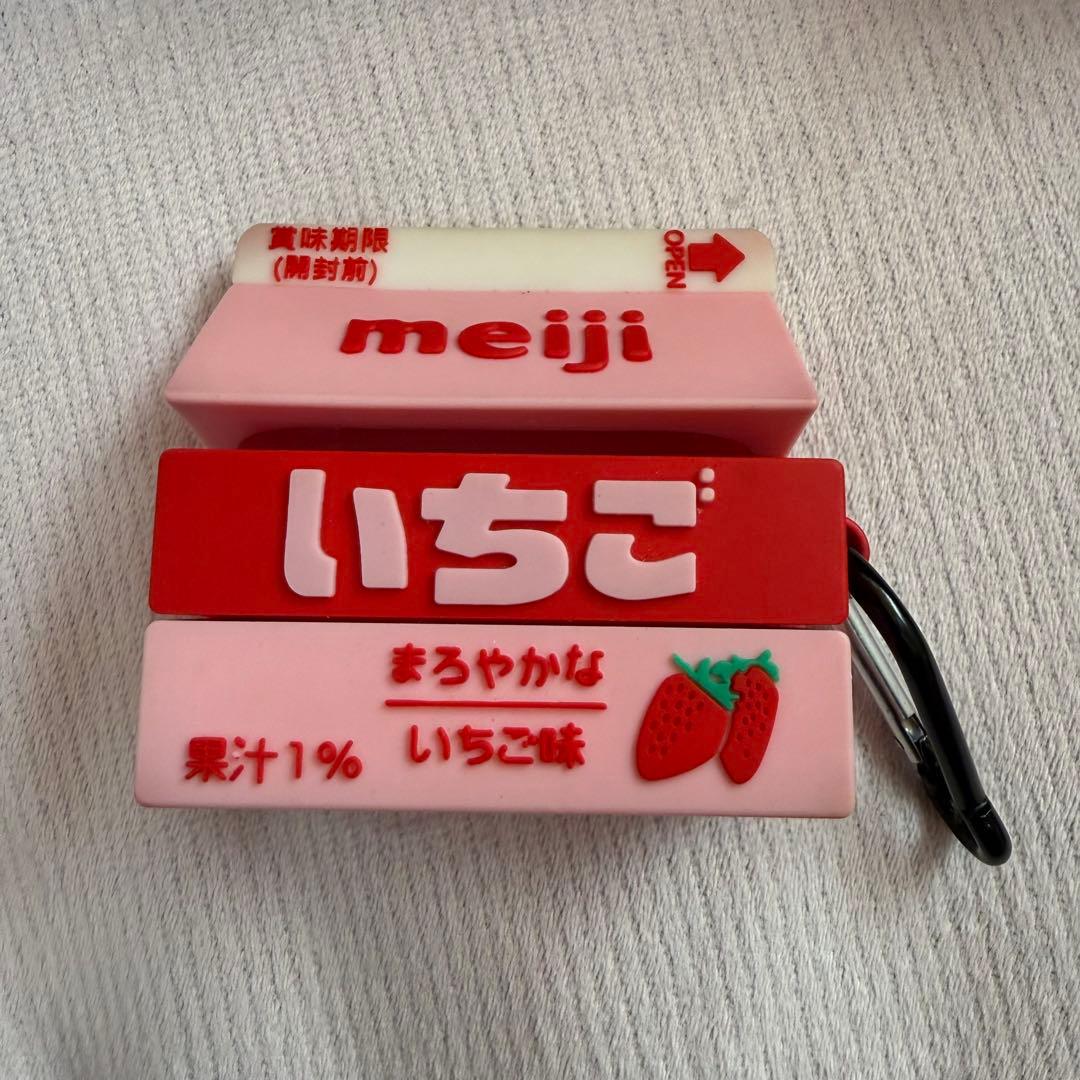 賞味期限
(開封前)
OPEN
meiji
いちご
まろやかな
いちご味
果汁1%